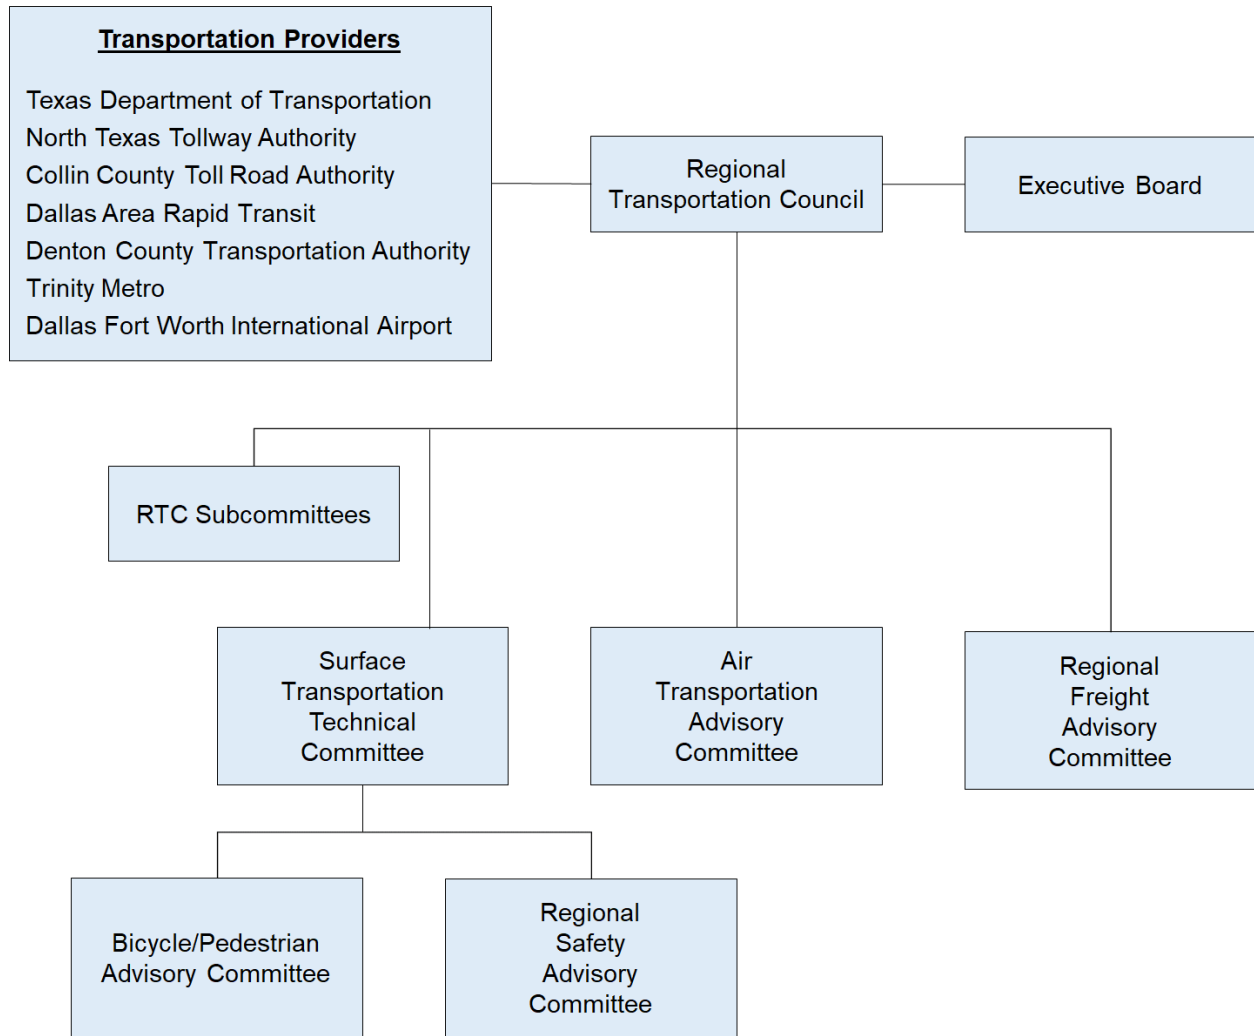 Transportation Providers
Texas Department of Transportation
North Texas Tollway Authority
Collin County Toll Road Authority
Dallas Area Rapid Transit
Denton County Transportation Authority
Trinity Metro
Dallas Fort Worth International Airport
Regional
Transportation Council
Executive Board
RTC Subcommittees
Surface
Transportation
Technical
Committee
Air
Transportation
Advisory
Committee
Regional
Freight
Advisory
Committee
Bicycle/Pedestrian
Advisory Committee
Regional
Safety
Advisory
Committee